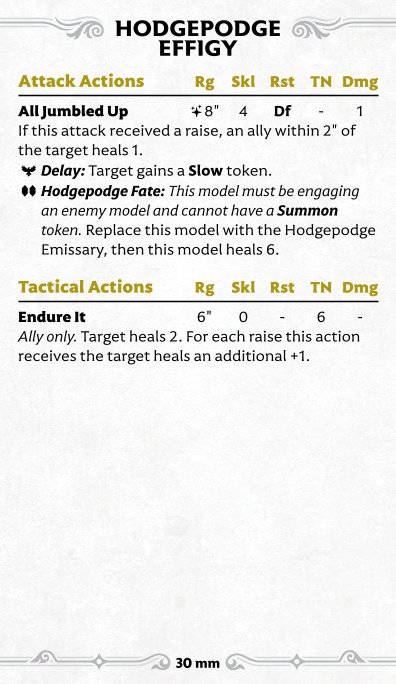 HODGEPODGE
EFFIGY
Attack Actions Rg Skl Rst TN Dmg
All Jumbled Up 8" 4 Df - 1
If this attack received a raise, an ally within 2" of
the target heals 1.
Delay: Target gains a Slow token.
Hodgepodge Fate: This model must be engaging
an enemy model and cannot have a Summon
token. Replace this model with the Hodgepodge
Emissary, then this model heals 6.
Tactical Actions Rg Skl Rst TN Dmg
Endure It 6" 0 - 6 -
Ally only. Target heals 2. For each raise this action
receives the target heals an additional +1.
30 mm